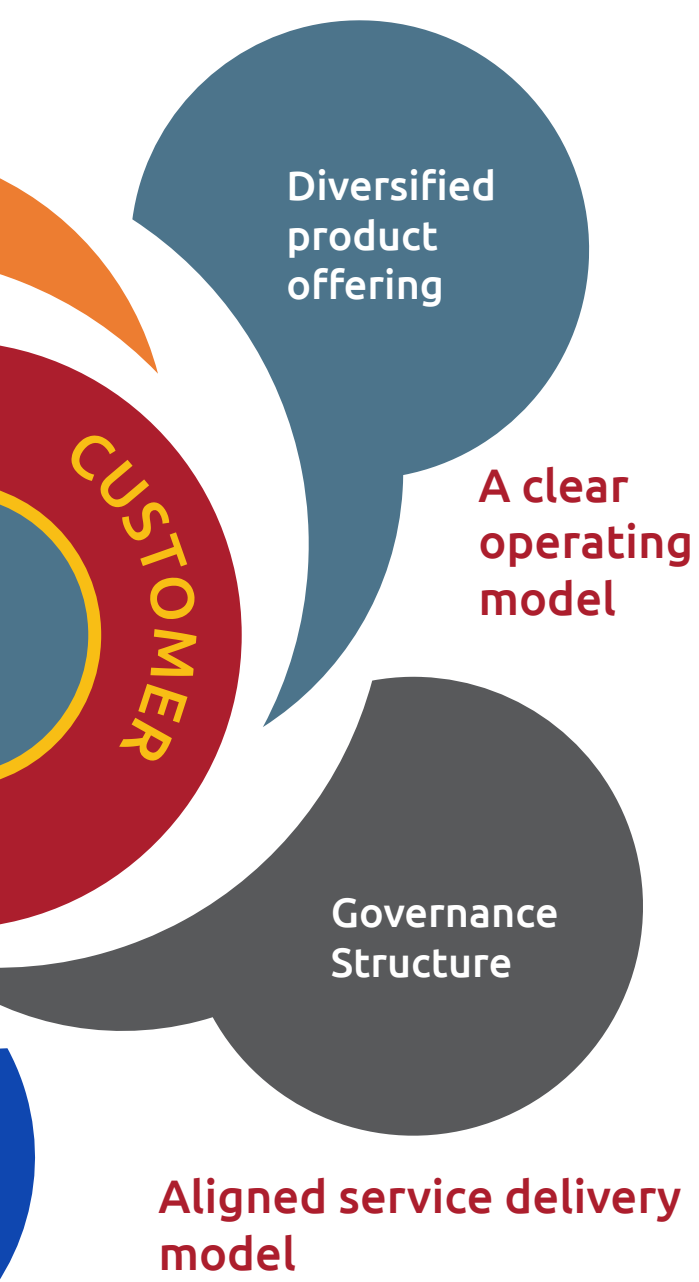 Diversified
product
offering
CUSTOMER
A clear
operating
model
Governance
Structure
Aligned service delivery
model